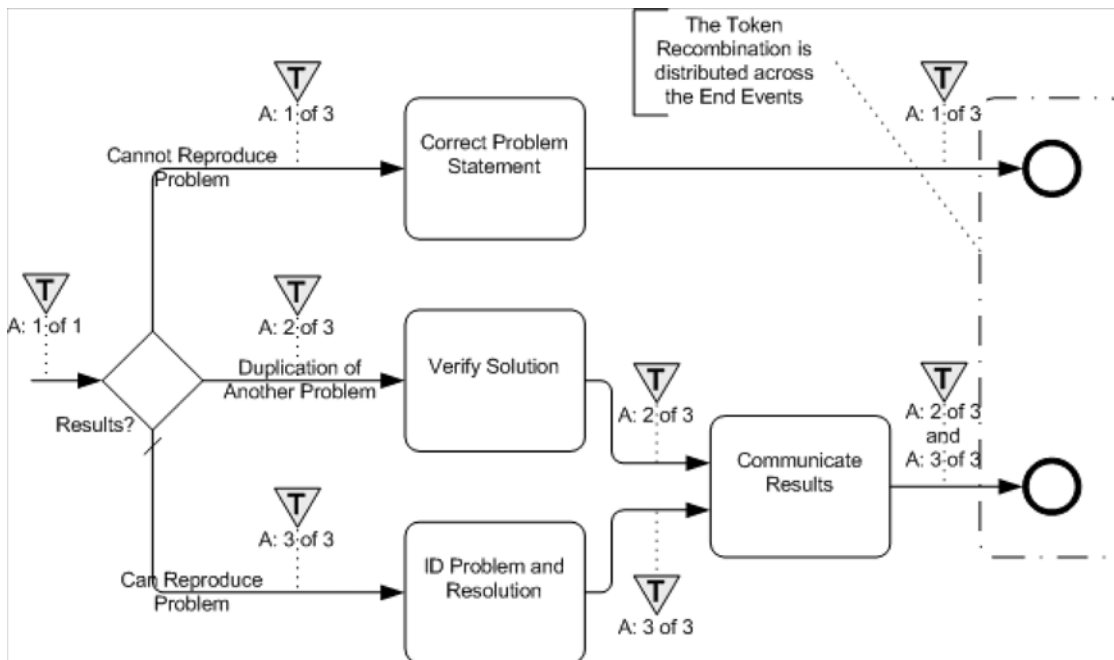 The Token
Recombination is
distributed across
the End Events
T
A: 1 of 3
T
A: 1 of 3
Cannot Reproduce
Problem
Correct Problem
Statement
T
A: 1 of 1
T
A: 2 of 3
Duplication of
Another Problem
Results?
Verify Solution
T
A: 2 of 3
T
A: 2 of 3
and
A: 3 of 3
Communicate
Results
T
A: 3 of 3
Can Reproduce
Problem
ID Problem and
Resolution
T
A: 3 of 3